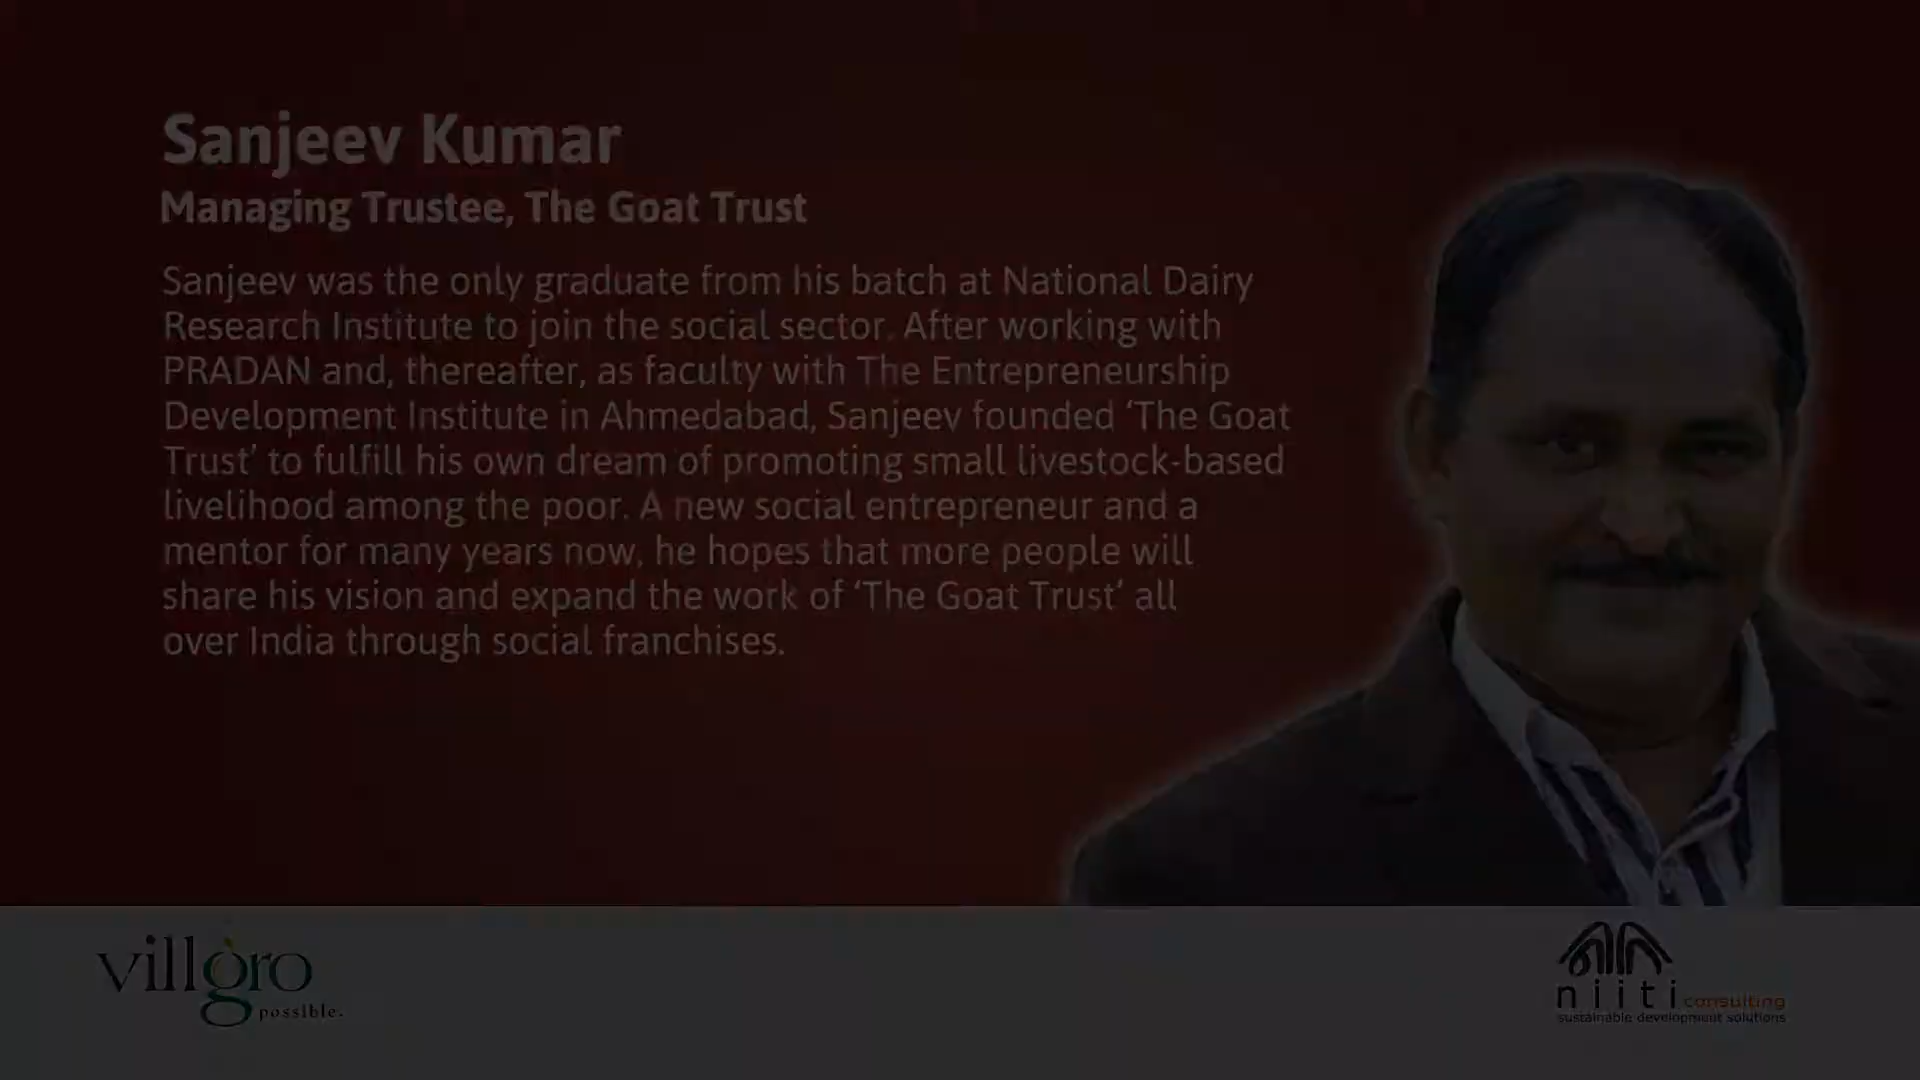 Sanjeev Kumar
Managing Trustee, The Goat Trust
Sanjeev was the only graduate from his batch at National Dairy
Research Institute to join the social sector. After working with
PRADAN and, thereafter, as faculty with The Entrepreneurship
Development Institute in Ahmedabad, Sanjeev founded ‘The Goat
Trust’ to fulfill his own dream of promoting small livestock-based
livelihood among the poor. A new social entrepreneur and a
mentor for many years now, he hopes that more people will
share his vision and expand the work of ‘The Goat Trust’ all
over India through social franchises.
villgro
possible.
niiti consulting
sustainable development solutions